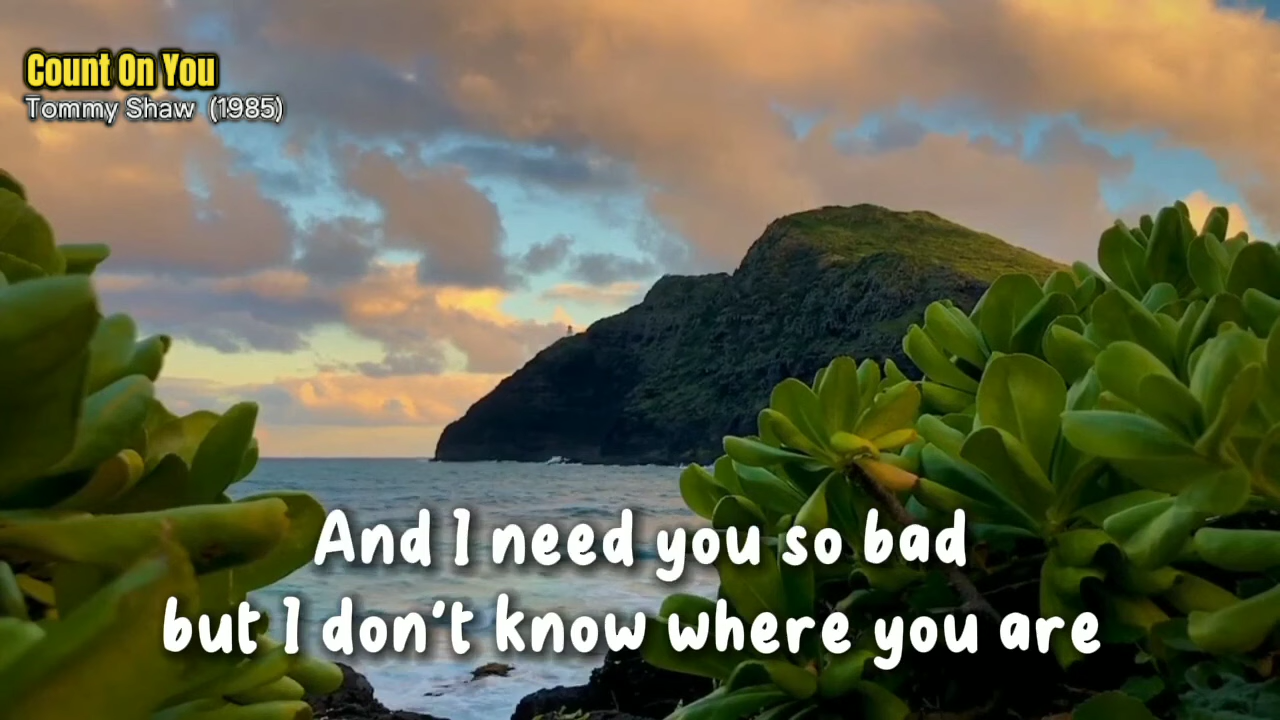 Count On You
Tommy Shaw (1985)
And I need you so bad
but I don't know where you are